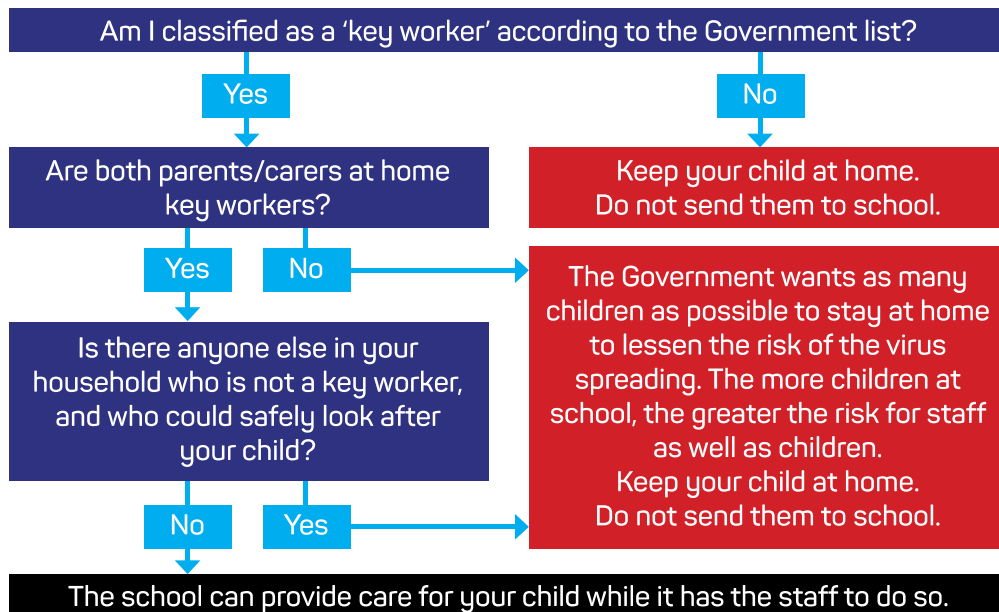 Am I classified as a ‘key worker’ according to the Government list?
Yes
No
Are both parents/carers at home
key workers?
Keep your child at home.
Do not send them to school.
Yes
No
The Government wants as many
children as possible to stay at home
to lessen the risk of the virus
spreading. The more children at
school, the greater the risk for staff
as well as children.
Keep your child at home.
Do not send them to school.
Is there anyone else in your
household who is not a key worker,
and who could safely look after
your child?
No
Yes
The school can provide care for your child while it has the staff to do so.